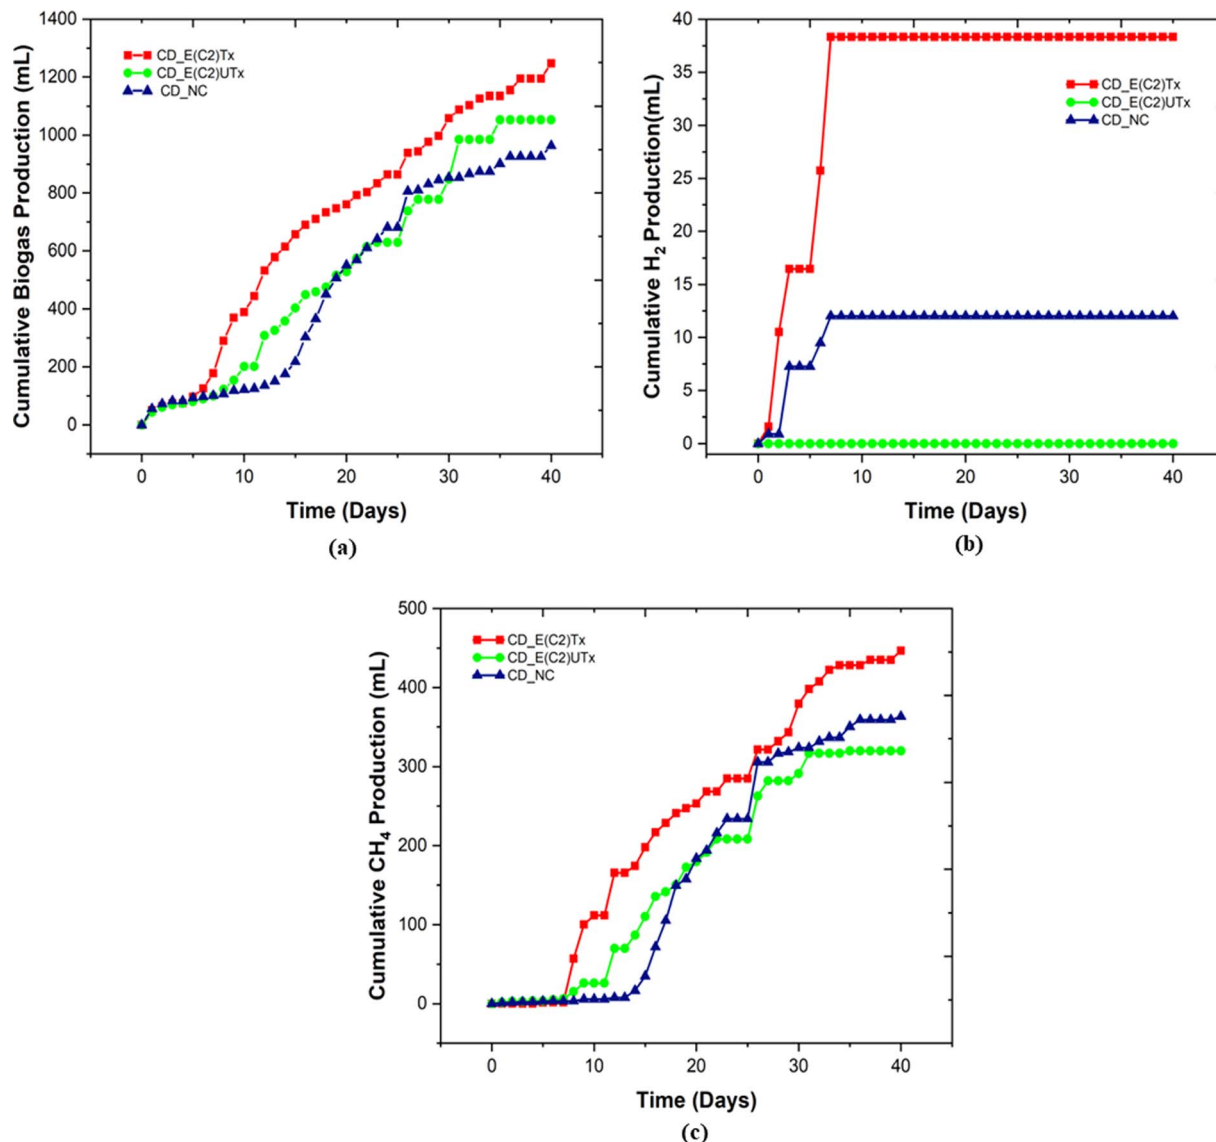 Cumulative Biogas Production (mL)
1400
1200
1000
800
600
400
200
0
CD_E(C2)Tx
CD_E(C2)UTx
CD_NC
0 10 20 30 40
Time (Days)
(a)
Cumulative H2 Production(mL)
40
35
30
25
20
15
10
5
0
CD_E(C2)Tx
CD_E(C2)UTx
CD_NC
0 10 20 30 40
Time (Days)
(b)
Cumulative CH4 Production (mL)
500
400
300
200
100
0
CD_E(C2)Tx
CD_E(C2)UTx
CD_NC
0 10 20 30 40
Time (Days)
(c)